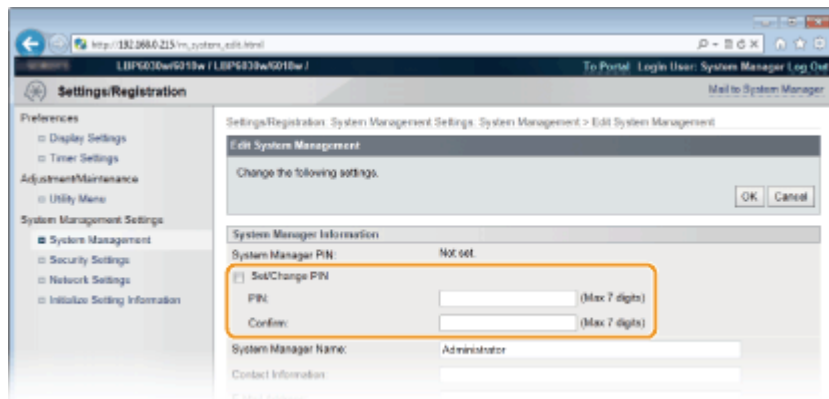 http://192.168.0.215/m_system_edit.html
LBP6030w/6018w / LBP6030w/6018w /
To Portal Login User: System Manager Log Out
Settings/Registration
Mail to System Manager
Preferences
Display Settings
Timer Settings
Adjustment/Maintenance
Utility Menu
System Management Settings
System Management
Security Settings
Network Settings
Initialize Setting Information
Settings/Registration: System Management Settings: System Management > Edit System Management
Edit System Management
Change the following settings.
OK Cancel
System Manager Information
System Manager PIN: Not set.
Set/Change PIN
PIN: (Max 7 digits)
Confirm: (Max 7 digits)
System Manager Name: Administrator
Contact Information: